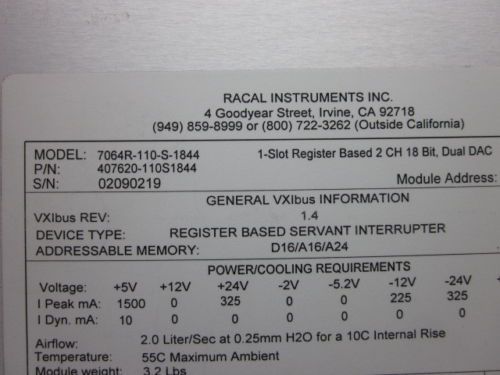 RACAL INSTRUMENTS INC.
4 Goodyear Street, Irvine, CA 92718
(949) 859-8999 or (800) 722-3262 (Outside California)
MODEL: 7064R-110-S-1844 1-Slot Register Based 2 CH 18 Bit, Dual DAC
P/N: 407620-110S1844
S/N: 02090219 Module Address:
GENERAL VXIbus INFORMATION
VXIbus REV: 1.4
DEVICE TYPE: REGISTER BASED SERVANT INTERRUPTER
ADDRESSABLE MEMORY: D16/A16/A24
POWER/COOLING REQUIREMENTS
Voltage: +5V +12V +24V -2V -5.2V -12V -24V
I Peak mA: 1500 0 325 0 0 225 325
I Dyn. mA: 10 0 0 0 0 0 0
Airflow: 2.0 Liter/Sec at 0.25mm H2O for a 10C Internal Rise
Temperature: 55C Maximum Ambient
Module weight: 3.2 Lbs